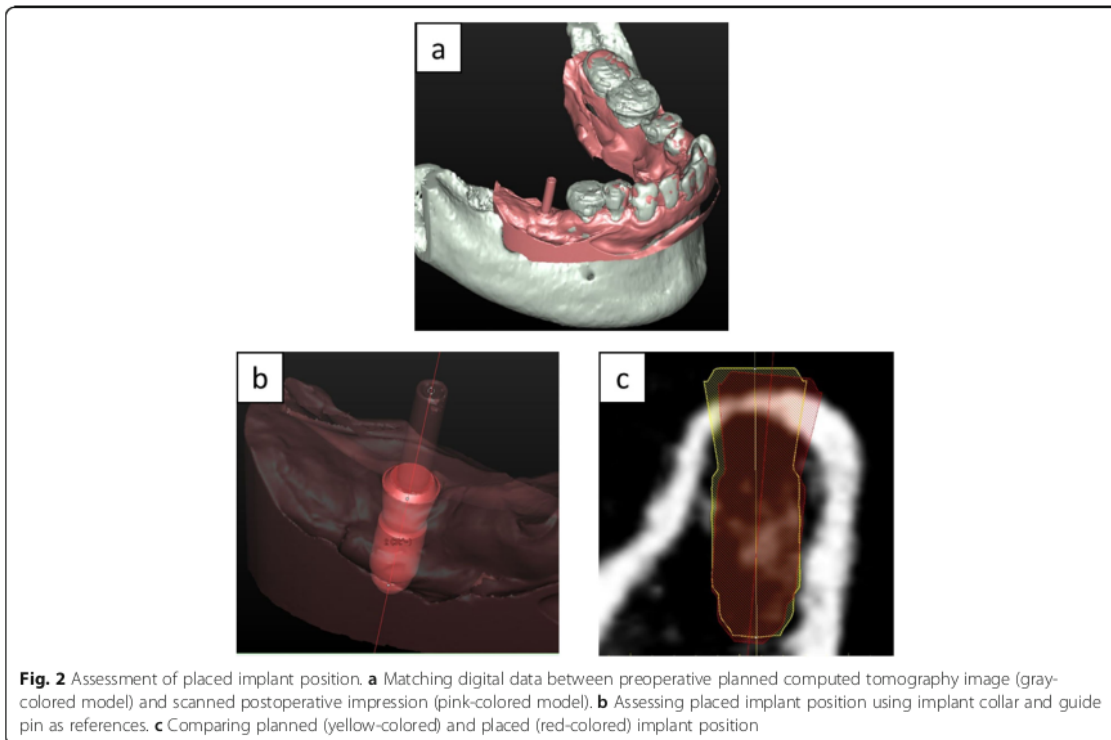 a
b
c
Fig. 2 Assessment of placed implant position. a Matching digital data between preoperative planned computed tomography image (gray-
colored model) and scanned postoperative impression (pink-colored model). b Assessing placed implant position using implant collar and guide
pin as references. c Comparing planned (yellow-colored) and placed (red-colored) implant position